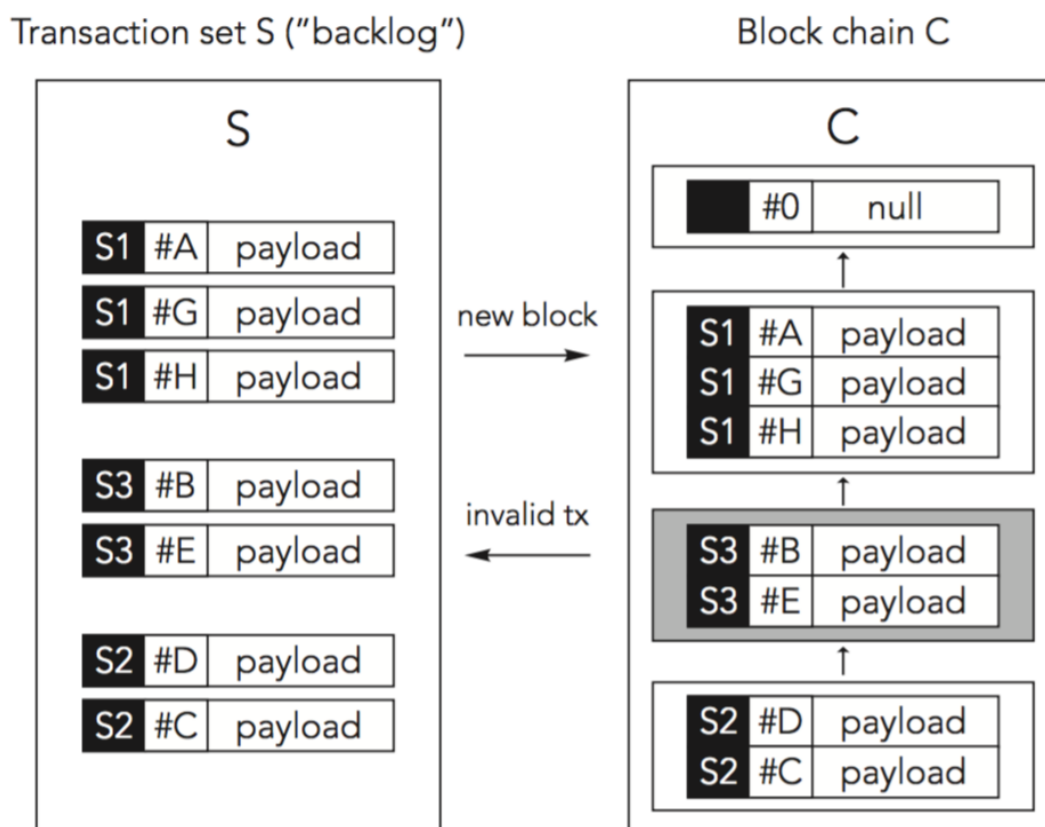 Transaction set S ("backlog")
S
S1 #A payload
S1 #G payload
S1 #H payload
S3 #B payload
S3 #E payload
S2 #D payload
S2 #C payload
new block
invalid tx
Block chain C
C
#0 null
S1 #A payload
S1 #G payload
S1 #H payload
S3 #B payload
S3 #E payload
S2 #D payload
S2 #C payload